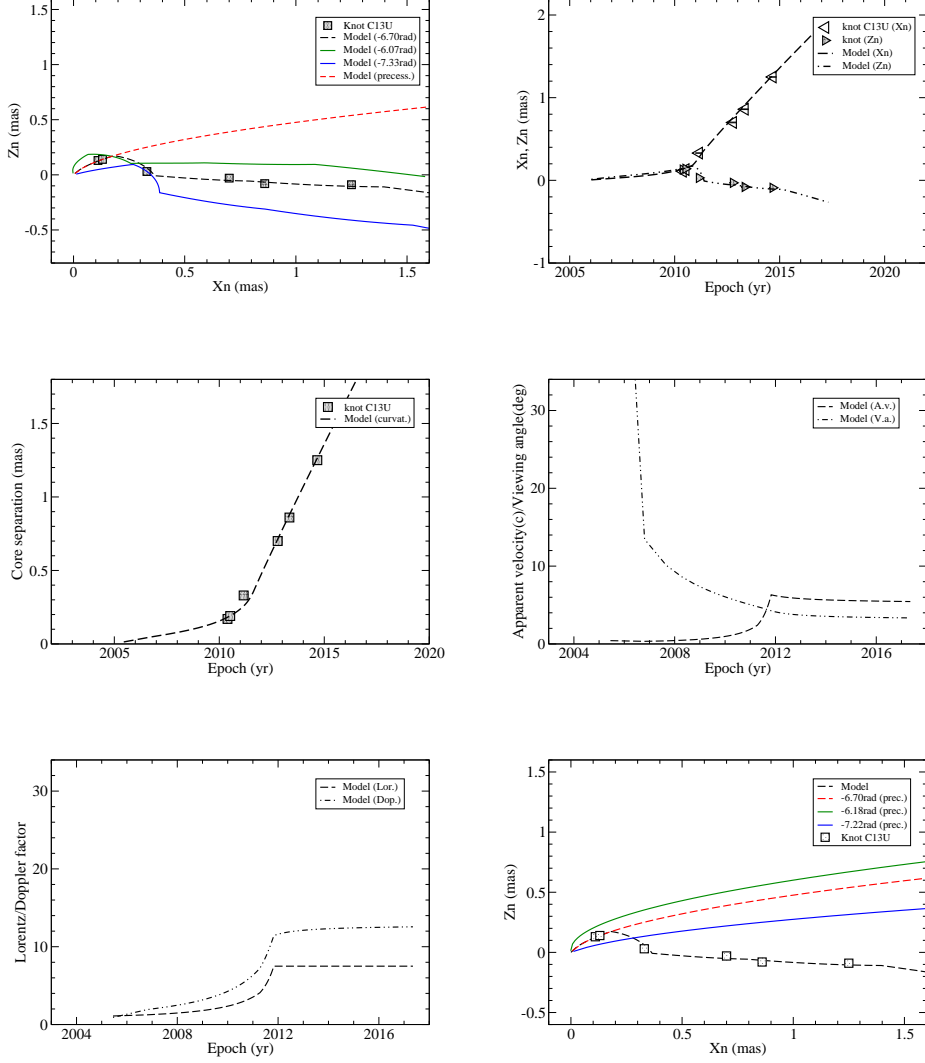 Knot C13U
Model (-6.70rad)
Model (-6.07rad)
Model (-7.33rad)
Model (precess.)
1.5
1
0.5
0
-0.5
Zn (mas)
0
0.5
1
1.5
Xn (mas)
knot C13U (Xn)
knot (Zn)
Model (Xn)
Model (Zn)
2
1
0
-1
Xn, Zn (mas)
2005
2010
2015
2020
Epoch (yr)
knot C13U
Model (curvat.)
1.5
1
0.5
0
Core separation (mas)
2005
2010
2015
2020
Epoch (yr)
Model (A.v.)
Model (V.a.)
30
20
10
0
Apparent velocity(c)/Viewing angle(deg)
2004
2008
2012
2016
Epoch (yr)
Model (Lor.)
Model (Dop.)
30
20
10
0
Lorentz/Doppler factor
2004
2008
2012
2016
Epoch (yr)
Model
-6.70rad (prec.)
-6.18rad (prec.)
-7.22rad (prec.)
Knot C13U
1.5
1
0.5
0
-0.5
Zn (mas)
0
0.5
1
1.5
Xn (mas)